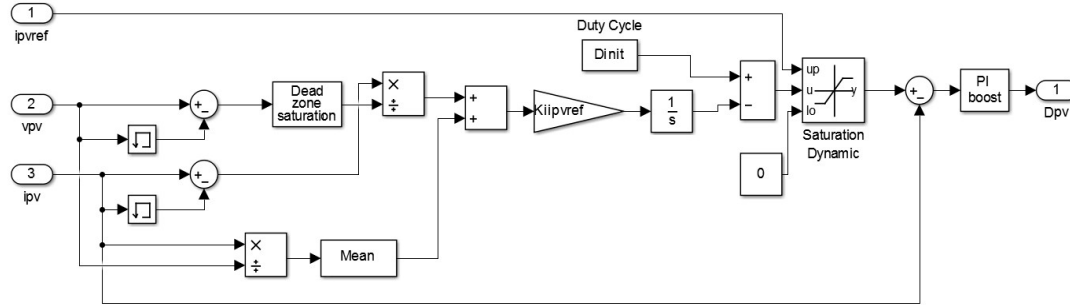 1
ipvref
Duty Cycle
Dinit
+
−
up
u
lo
y
Saturation
Dynamic
2
vpv
+
−
Dead
zone
saturation
×
÷
+
+
Kiipvref
1
s
+
−
PI
boost
1
Dpv
3
ipv
+
−
0
×
÷
Mean